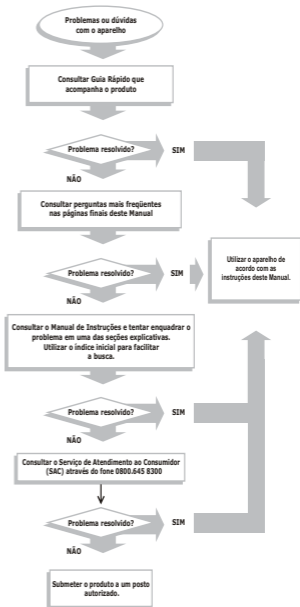 Problemas ou dúvidas
com o aparelho
Consultar Guia Rápido que
acompanha o produto
Problema resolvido?
SIM
NÃO
Consultar perguntas mais freqüentes
nas páginas finais deste Manual
Problema resolvido?
SIM
Utilizar o aparelho de
acordo com as
instruções deste Manual.
NÃO
Consultar o Manual de Instruções e tentar enquadrar o
problema em uma das seções explicativas.
Utilizar o índice inicial para facilitar
a busca.
Problema resolvido?
SIM
NÃO
Consultar o Serviço de Atendimento ao Consumidor
(SAC) através do fone 0800.645 8300
Problema resolvido?
SIM
NÃO
Submeter o produto a um posto
autorizado.